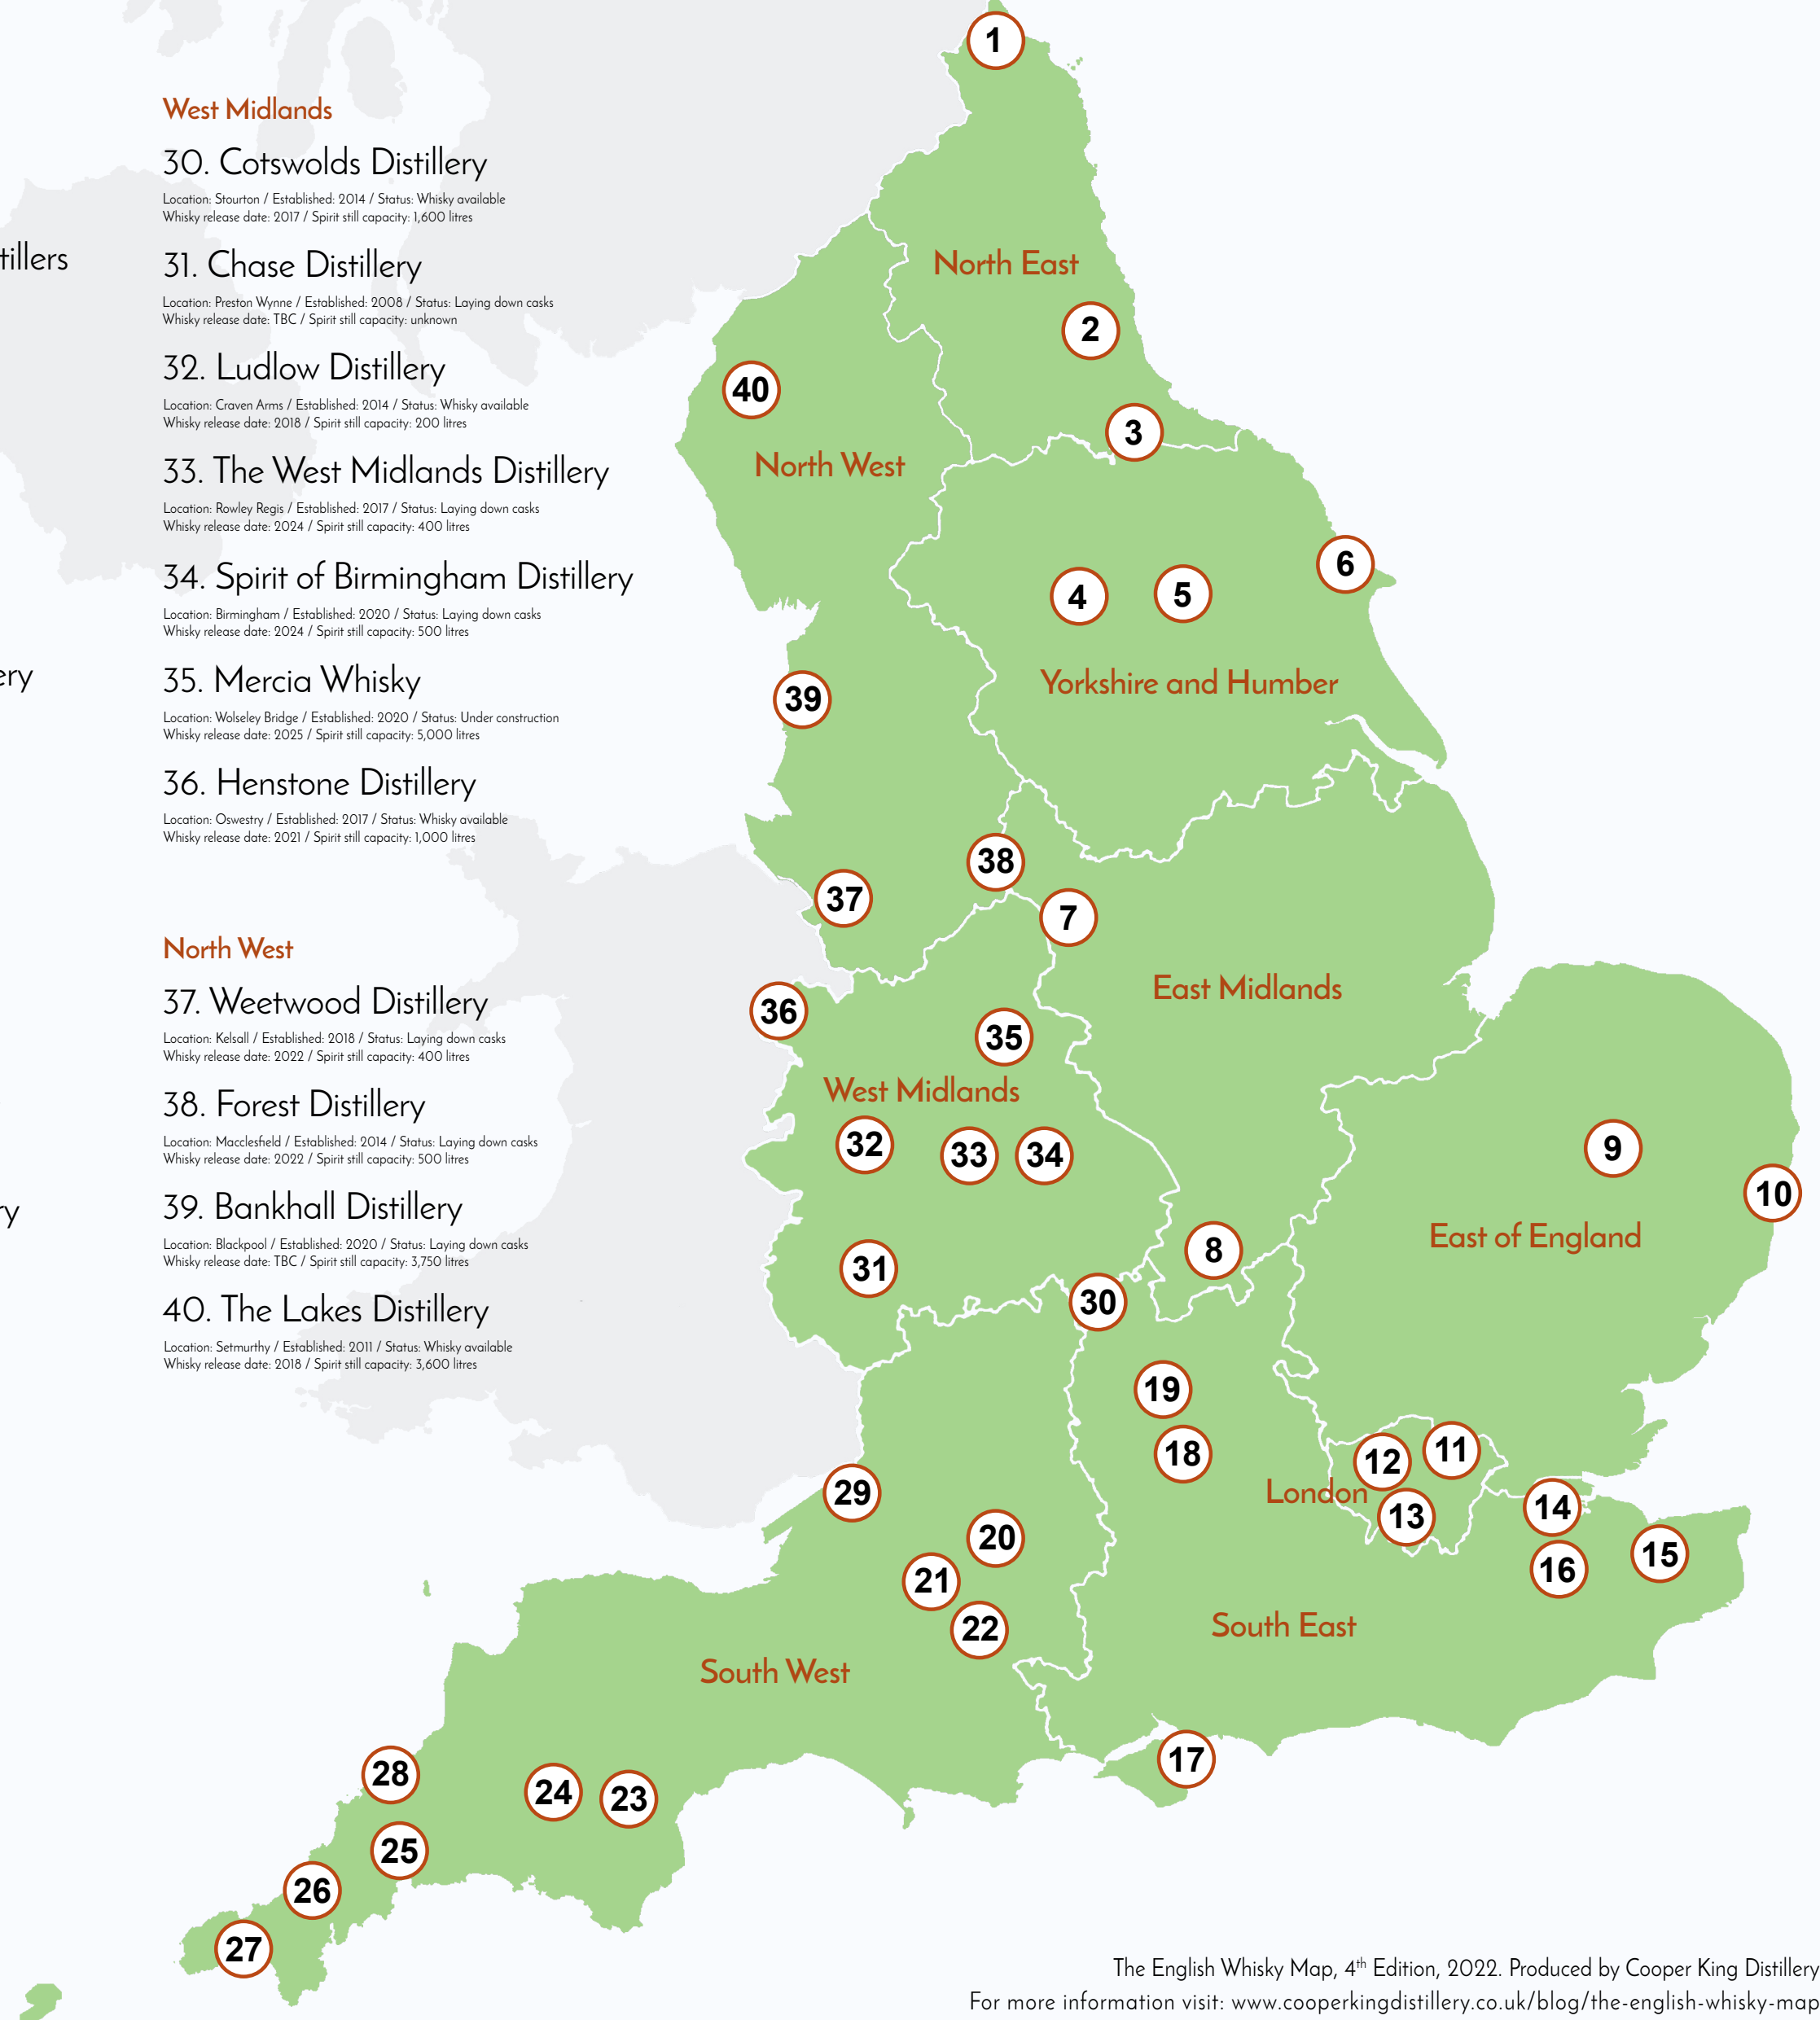 tillers
ery
ry
West Midlands
30. Cotswolds Distillery
Location: Stourton / Established: 2014 / Status: Whisky available
Whisky release date: 2017 / Spirit still capacity: 1,600 litres
31. Chase Distillery
Location: Preston Wynne / Established: 2008 / Status: Laying down casks
Whisky release date: TBC / Spirit still capacity: unknown
32. Ludlow Distillery
Location: Craven Arms / Established: 2014 / Status: Whisky available
Whisky release date: 2018 / Spirit still capacity: 200 litres
33. The West Midlands Distillery
Location: Rowley Regis / Established: 2017 / Status: Laying down casks
Whisky release date: 2024 / Spirit still capacity: 400 litres
34. Spirit of Birmingham Distillery
Location: Birmingham / Established: 2020 / Status: Laying down casks
Whisky release date: 2024 / Spirit still capacity: 500 litres
35. Mercia Whisky
Location: Wolseley Bridge / Established: 2020 / Status: Under construction
Whisky release date: 2025 / Spirit still capacity: 5,000 litres
36. Henstone Distillery
Location: Oswestry / Established: 2017 / Status: Whisky available
Whisky release date: 2021 / Spirit still capacity: 1,000 litres
North West
37. Weetwood Distillery
Location: Kelsall / Established: 2018 / Status: Laying down casks
Whisky release date: 2022 / Spirit still capacity: 400 litres
38. Forest Distillery
Location: Macclesfield / Established: 2014 / Status: Laying down casks
Whisky release date: 2022 / Spirit still capacity: 500 litres
39. Bankhall Distillery
Location: Blackpool / Established: 2020 / Status: Laying down casks
Whisky release date: TBC / Spirit still capacity: 3,750 litres
40. The Lakes Distillery
Location: Setmurthy / Established: 2011 / Status: Whisky available
Whisky release date: 2018 / Spirit still capacity: 3,600 litres
1
North East
2
40
3
North West
6
4
5
Yorkshire and Humber
39
38
37
7
East Midlands
36
35
West Midlands
32
33
34
9
10
East of England
8
31
30
19
11
18
12
London
29
14
13
20
15
16
21
22
South East
South West
17
28
24
23
25
26
27
The English Whisky Map, 4th Edition, 2022. Produced by Cooper King Distillery
For more information visit: www.cooperkingdistillery.co.uk/blog/the-english-whisky-map